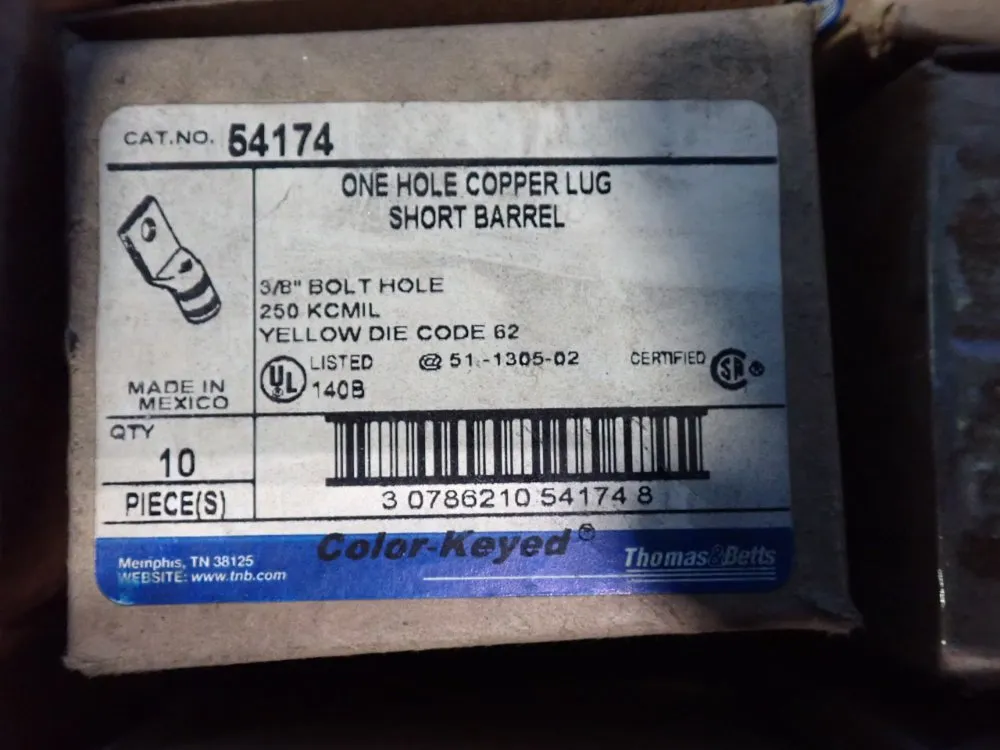 CAT.NO. 54174
ONE HOLE COPPER LUG
SHORT BARREL
3/8" BOLT HOLE
250 KCMIL
YELLOW DIE CODE 62
UL LISTED @ 51 -1305-02 CERTIFIED SA ®
140B
MADE IN
MEXICO
QTY
10
PIECE(S)
3 0786210 54174 8
Color-Keyed®
Memphis, TN 38125
WEBSITE: www.tnb.com
Thomas&Betts